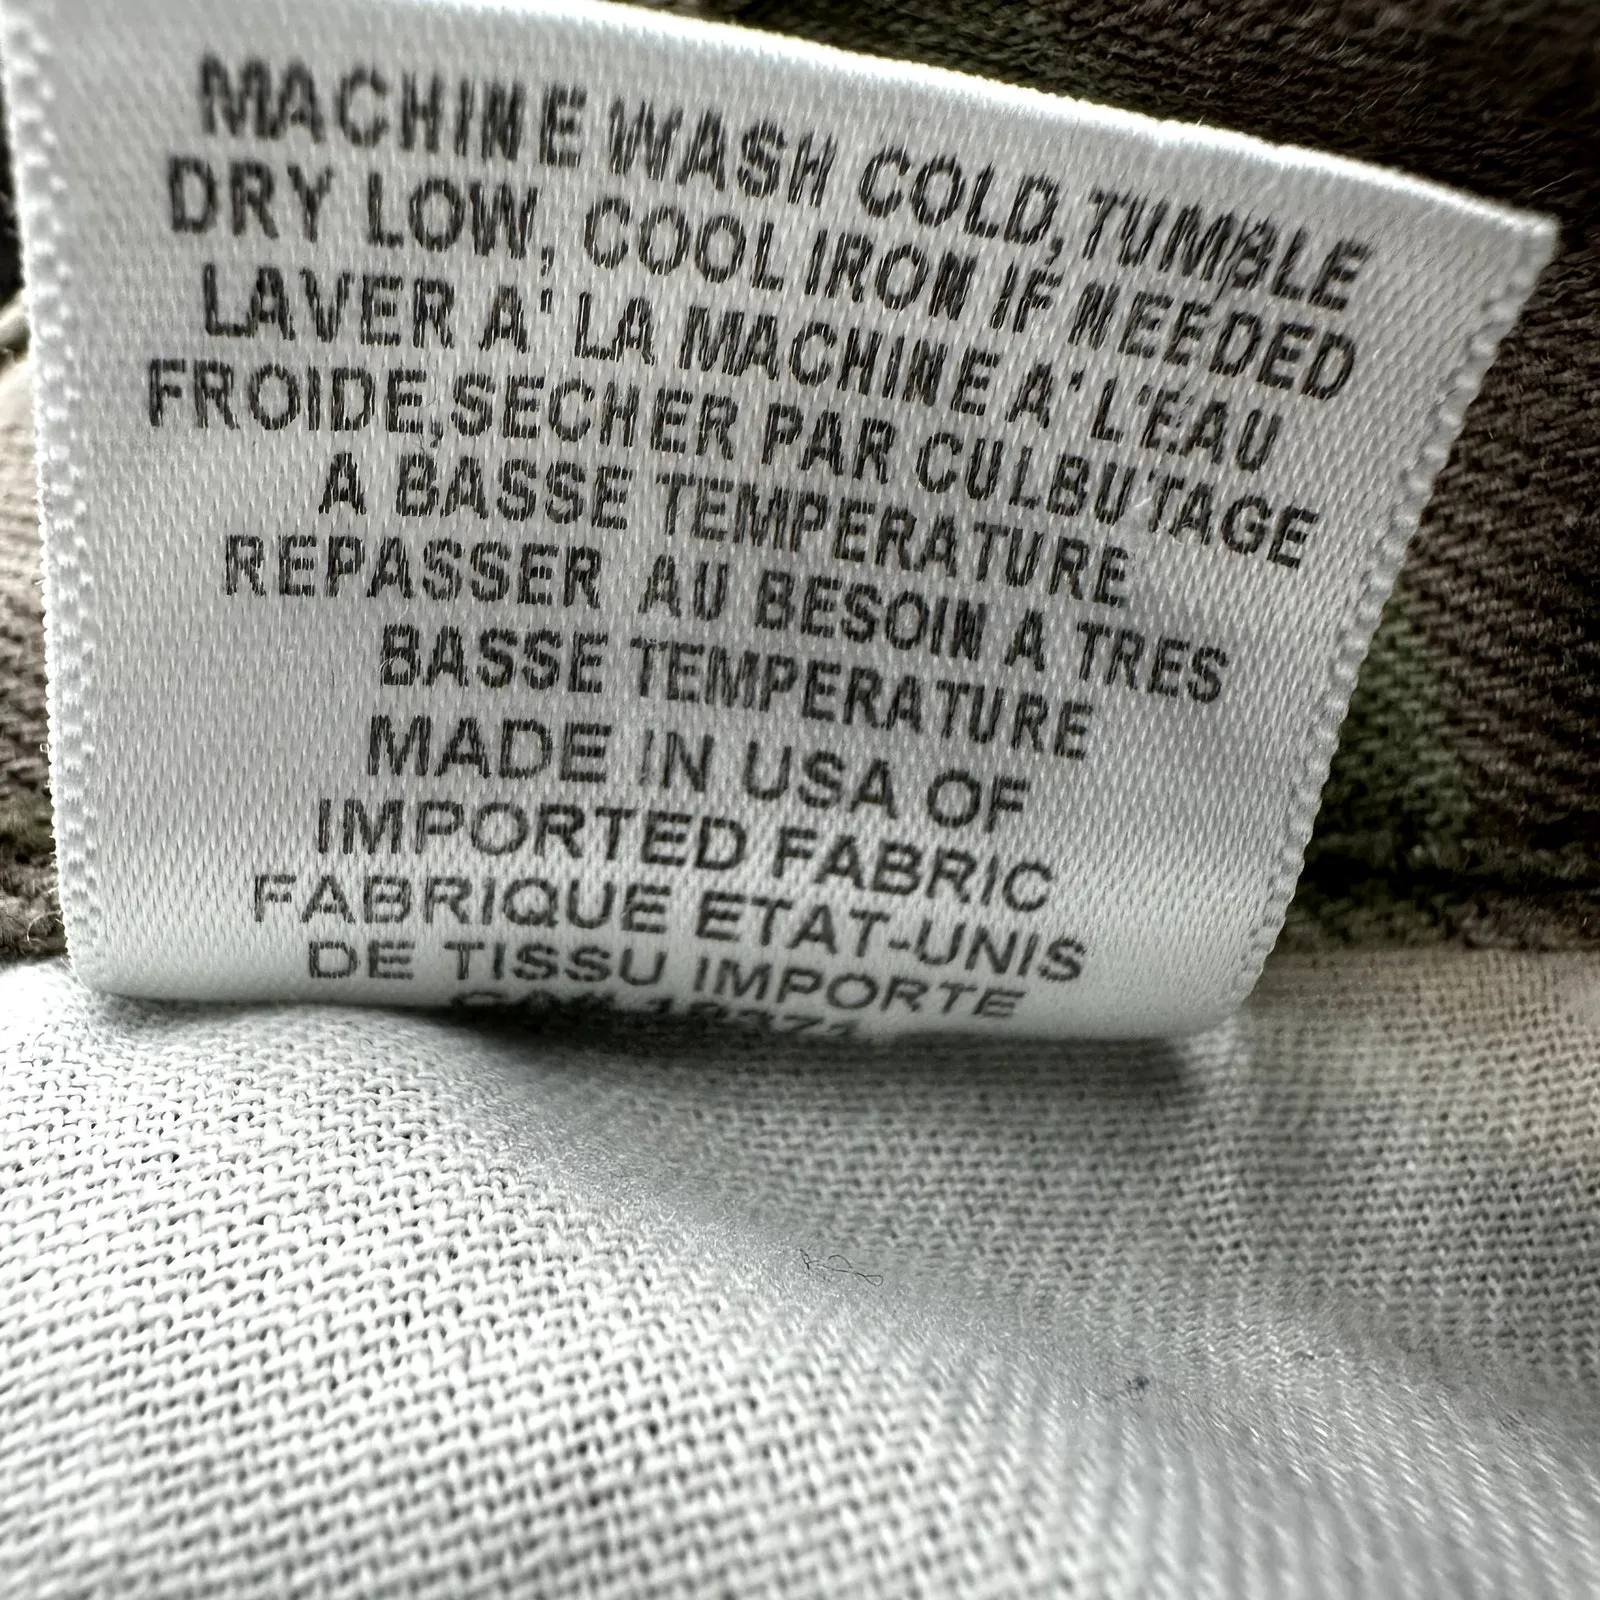 MACHINE WASH COLD, TUMBLE
DRY LOW, COOL IRON IF NEEDED
LAVER A' LA MACHINE A' L'EAU
FROIDE, SECHER PAR CULBUTAGE
A BASSE TEMPERATURE
REPASSER AU BESOIN A TRES
BASSE TEMPERATURE
MADE IN USA OF
IMPORTED FABRIC
FABRIQUE ETAT-UNIS
DE TISSU IMPORTE